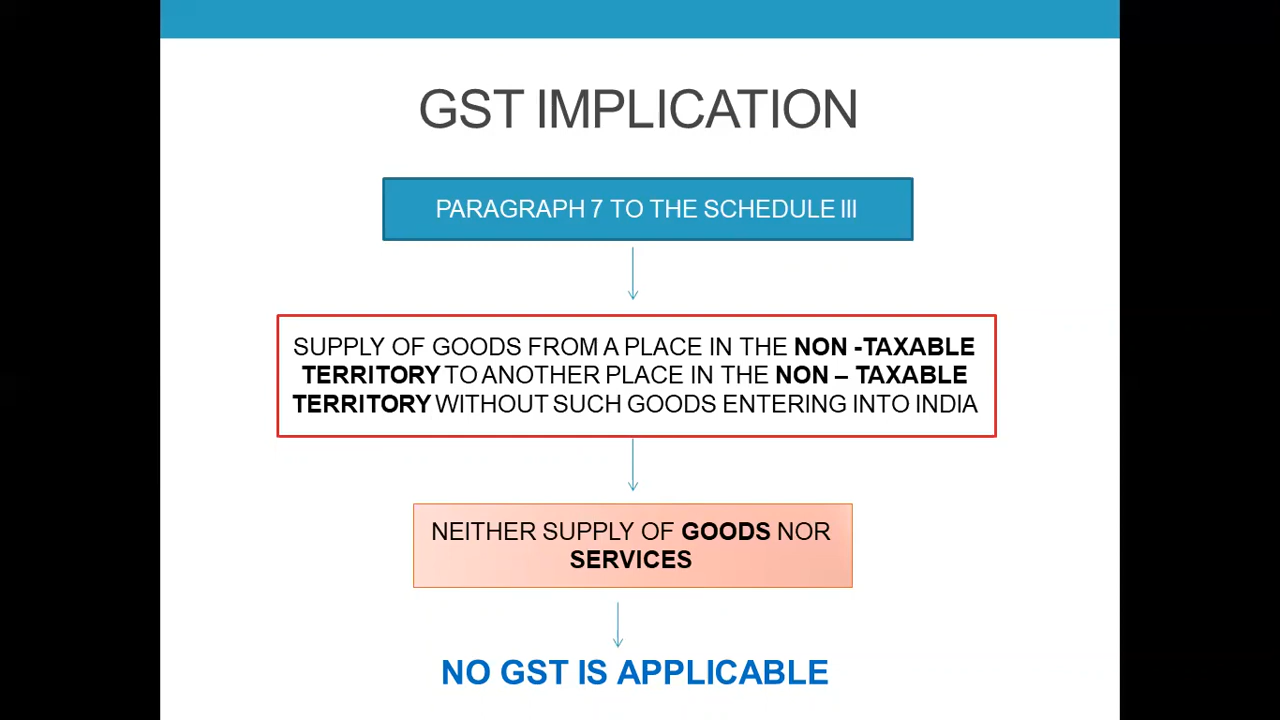 GST IMPLICATION
PARAGRAPH 7 TO THE SCHEDULE III
SUPPLY OF GOODS FROM A PLACE IN THE NON -TAXABLE
TERRITORY TO ANOTHER PLACE IN THE NON – TAXABLE
TERRITORY WITHOUT SUCH GOODS ENTERING INTO INDIA
NEITHER SUPPLY OF GOODS NOR
SERVICES
NO GST IS APPLICABLE